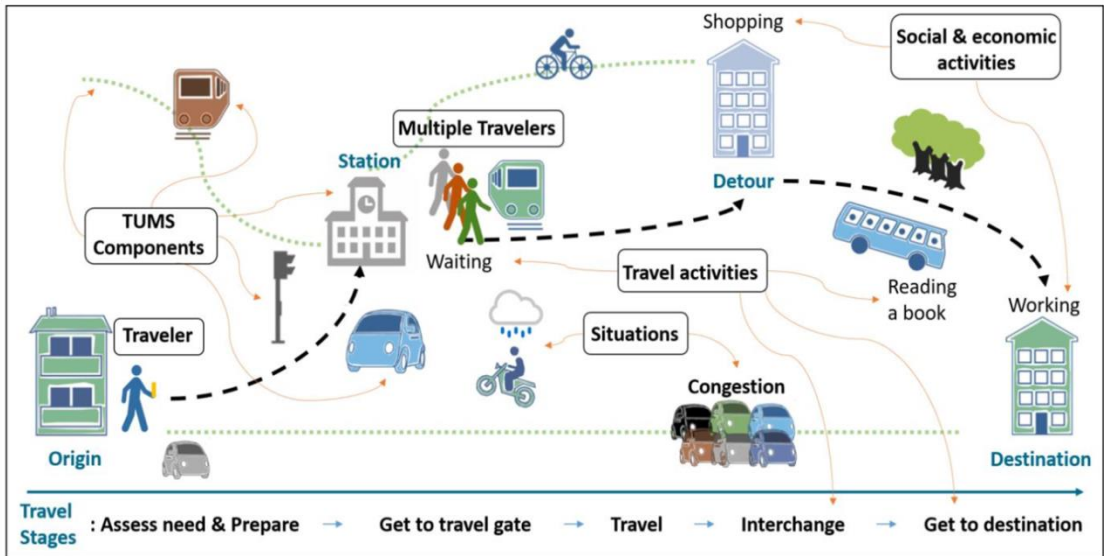 Shopping
Social & economic
activities
Multiple Travelers
Station
Detour
TUMS
Components
Waiting
Travel activities
Reading
a book
Working
Traveler
Situations
Congestion
Origin
Destination
Travel
Stages
: Assess need & Prepare
Get to travel gate
Travel
Interchange
Get to destination